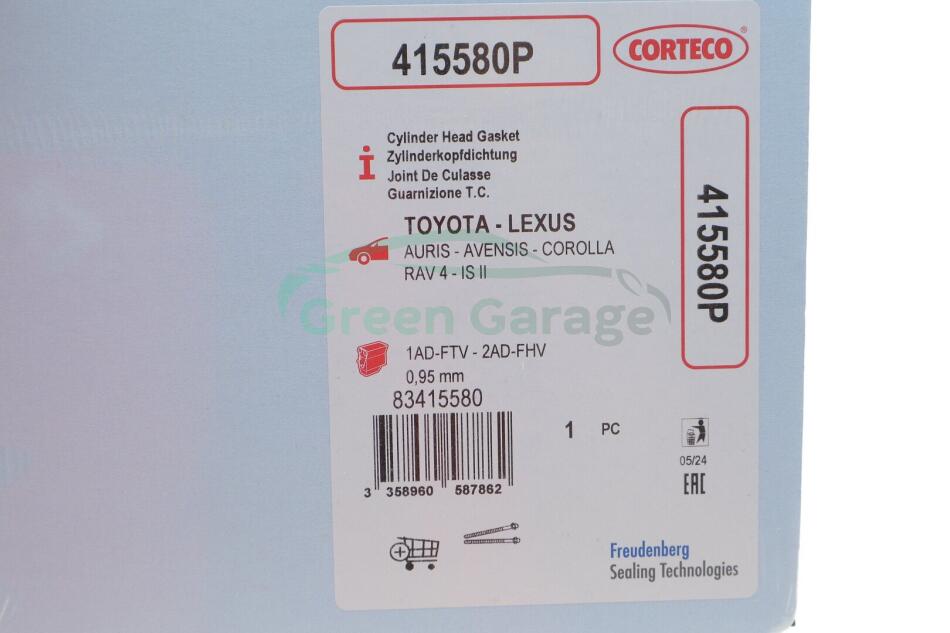 415580P
CORTECO®
Cylinder Head Gasket
Zylinderkopfdichtung
Joint De Culasse
Guarnizione T.C.
415580P
TOYOTA - LEXUS
AURIS - AVENSIS - COROLLA
RAV 4 - IS II
Green Garage
1AD-FTV - 2AD-FHV
0,95 mm
83415580
1 PC
3 358960 587862
05/24
EAC
Freudenberg
Sealing Technologies